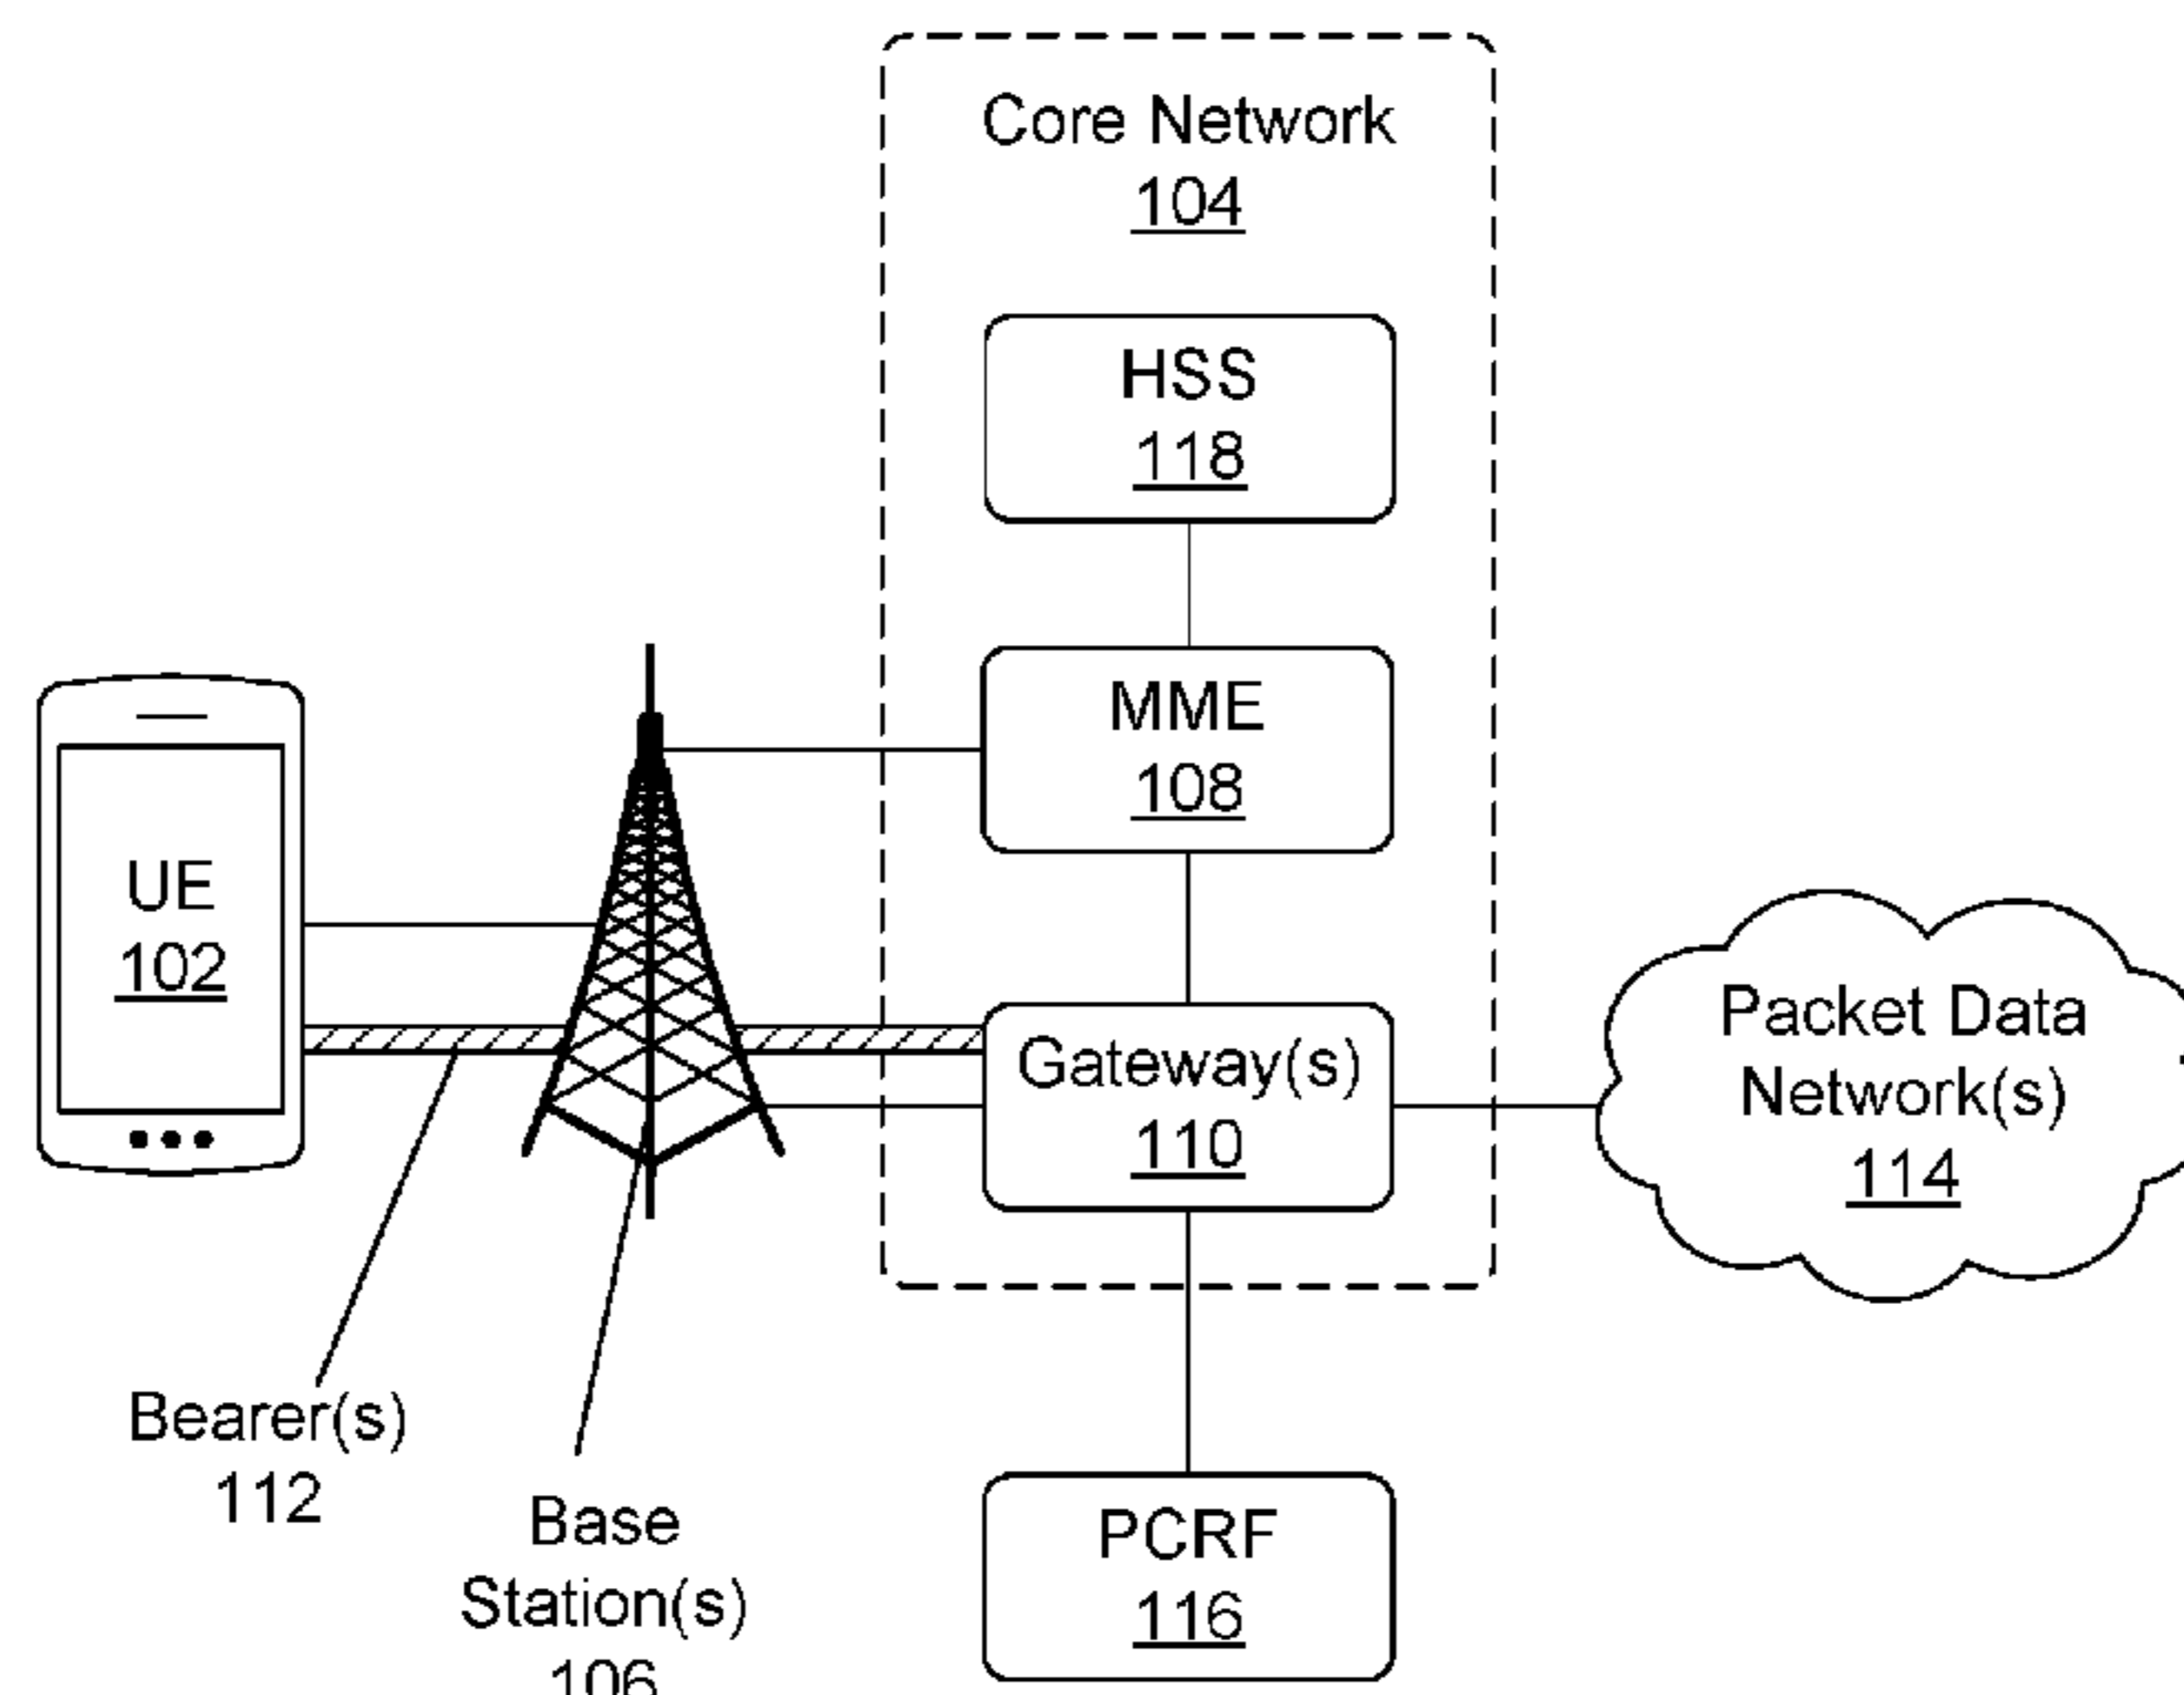 Core Network
104
HSS
118
MME
108
UE
102
Gateway(s)
110
Packet Data
Network(s)
114
Bearer(s)
112
Base
Station(s)
106
PCRF
116